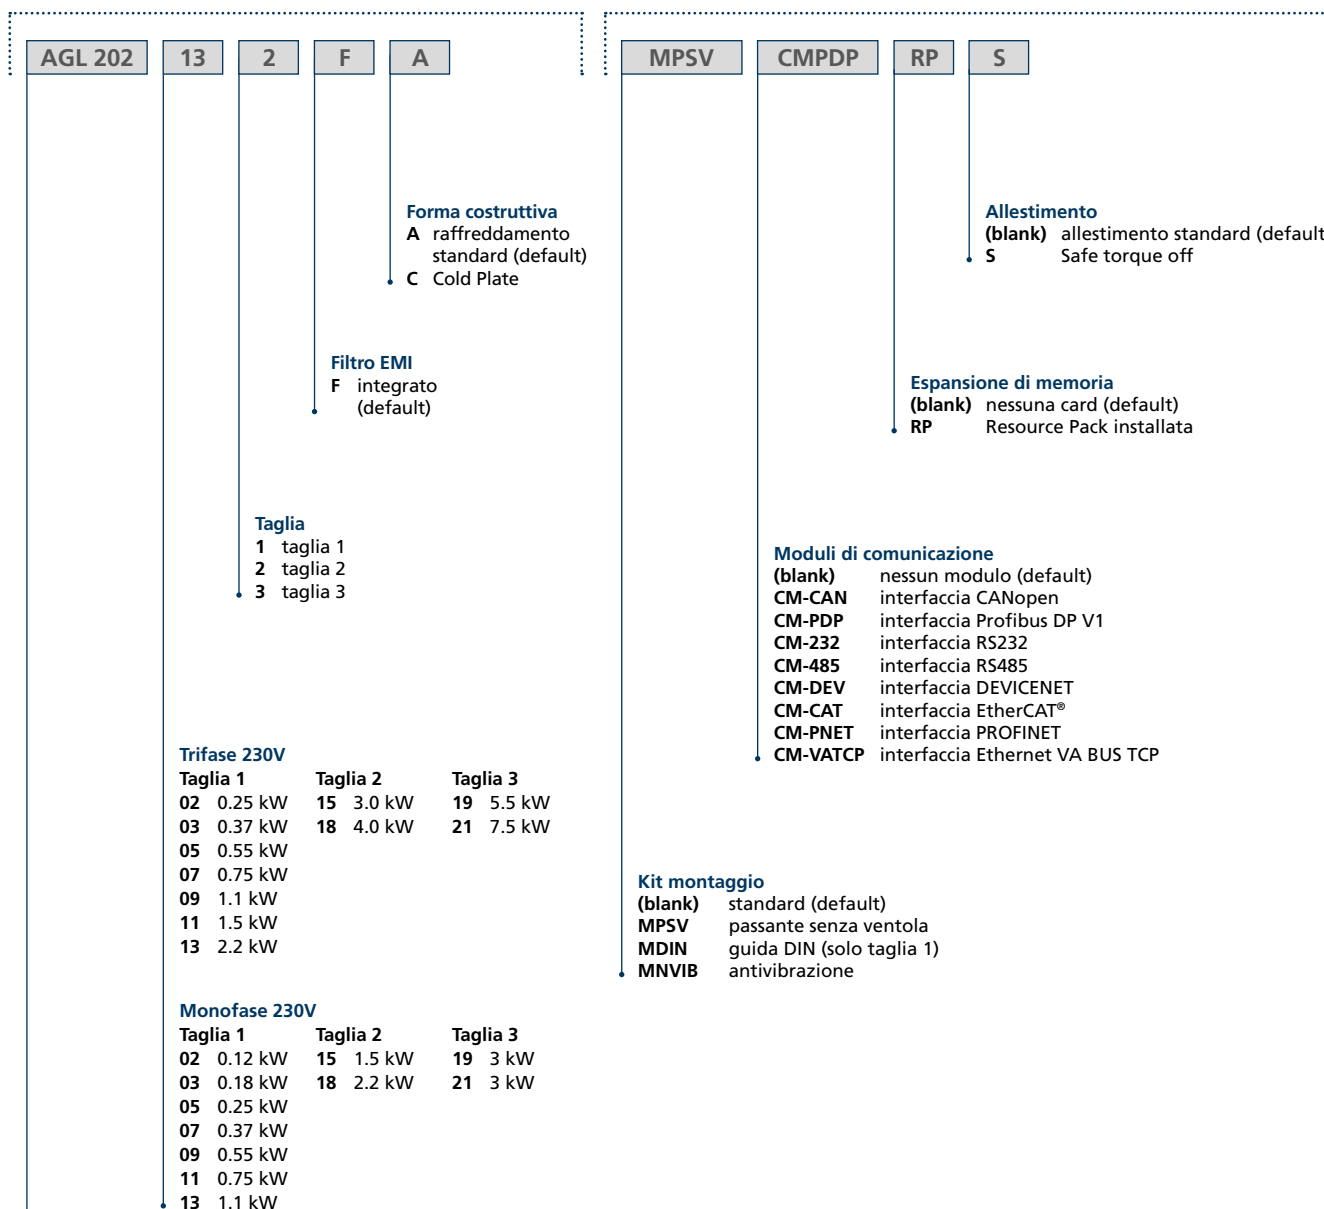 AGL 202 13 2 F A MPSV CMPDP RP S
Forma costruttiva
A raffreddamento
standard (default)
C Cold Plate
Allestimento
(blank) allestimento standard (default
S Safe torque off
Filtro EMI
F integrato
(default)
Espansione di memoria
(blank) nessuna card (default)
RP Resource Pack installata
Taglia
1 taglia 1
2 taglia 2
3 taglia 3
Moduli di comunicazione
(blank) nessun modulo (default)
CM-CAN interfaccia CANopen
CM-PDP interfaccia Profibus DP V1
CM-232 interfaccia RS232
CM-485 interfaccia RS485
CM-DEV interfaccia DEVICENET
CM-CAT interfaccia EtherCAT®
CM-PNET interfaccia PROFINET
CM-VATCP interfaccia Ethernet VA BUS TCP
Trifase 230V
Taglia 1 Taglia 2 Taglia 3
02 0.25 kW 15 3.0 kW 19 5.5 kW
03 0.37 kW 18 4.0 kW 21 7.5 kW
05 0.55 kW
07 0.75 kW
09 1.1 kW
11 1.5 kW
13 2.2 kW
Kit montaggio
(blank) standard (default)
MPSV passante senza ventola
MDIN guida DIN (solo taglia 1)
MNVIB antivibrazione
Monofase 230V
Taglia 1 Taglia 2 Taglia 3
02 0.12 kW 15 1.5 kW 19 3 kW
03 0.18 kW 18 2.2 kW 21 3 kW
05 0.25 kW
07 0.37 kW
09 0.55 kW
11 0.75 kW
13 1.1 kW